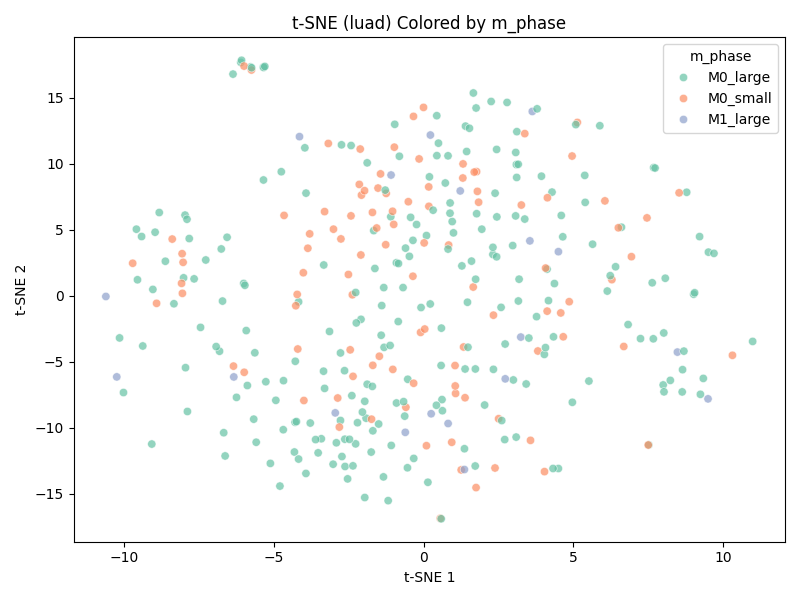 t-SNE (luad) Colored by m_phase
m_phase
M0_large
M0_small
M1_large
15
10
5
0
−5
−10
−15
t-SNE 2
−10
−5
0
5
10
t-SNE 1